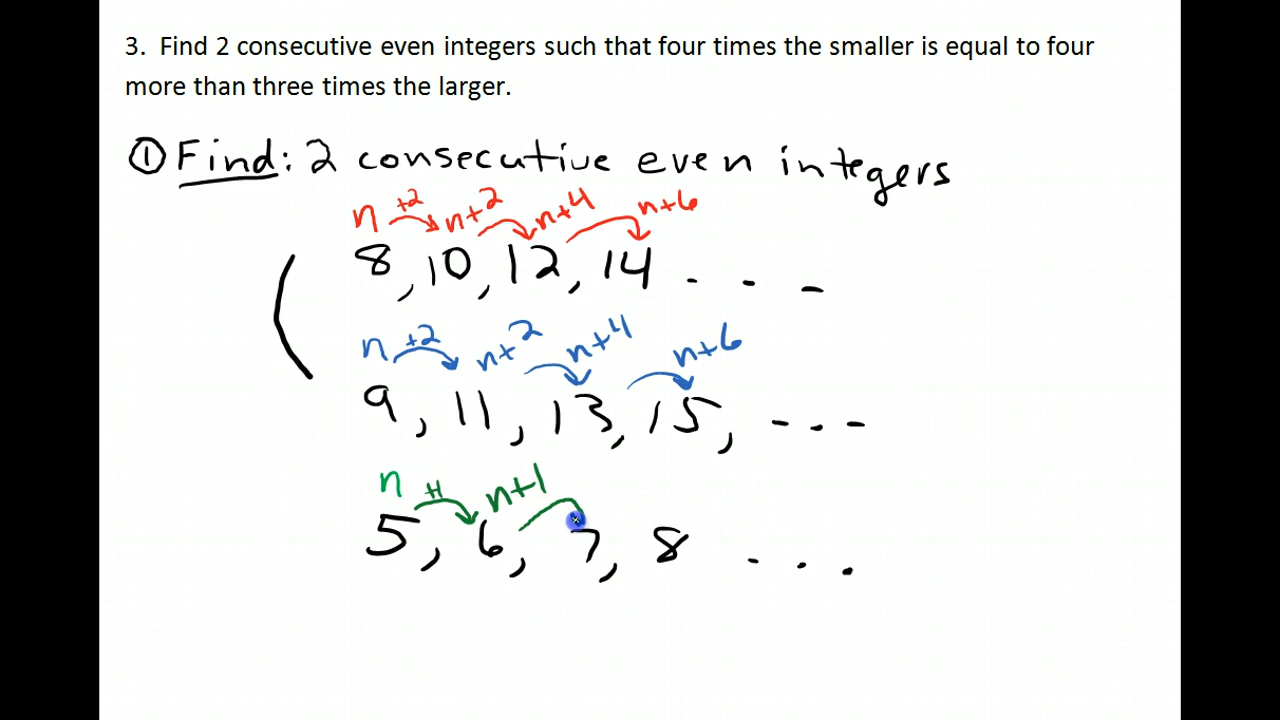 3. Find 2 consecutive even integers such that four times the smaller is equal to four
more than three times the larger.
① Find: 2 consecutive even integers
n +2 n+2 n+4 n+6
( 8, 10, 12, 14 . . .
n +2 n+2 n+4 n+6
9, 11, 13, 15, ...
n +1 n+1
5, 6, 7, 8 . . .